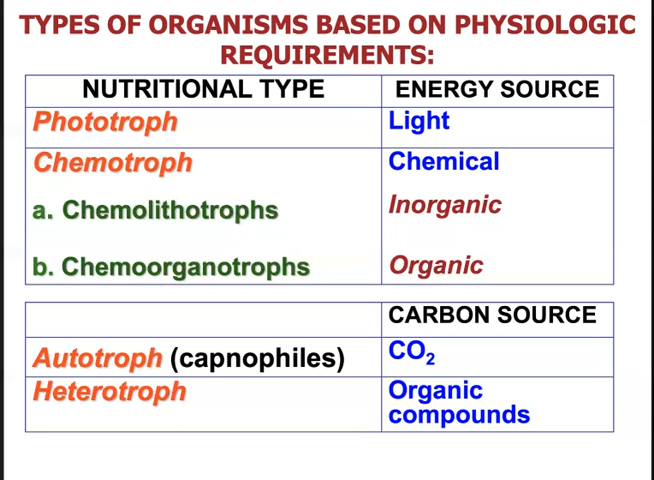 TYPES OF ORGANISMS BASED ON PHYSIOLOGIC
REQUIREMENTS:
NUTRITIONAL TYPE ENERGY SOURCE
Phototroph Light
Chemotroph Chemical
a. Chemolithotrophs Inorganic
b. Chemoorganotrophs Organic
CARBON SOURCE
Autotroph (capnophiles) CO₂
Heterotroph Organic
compounds